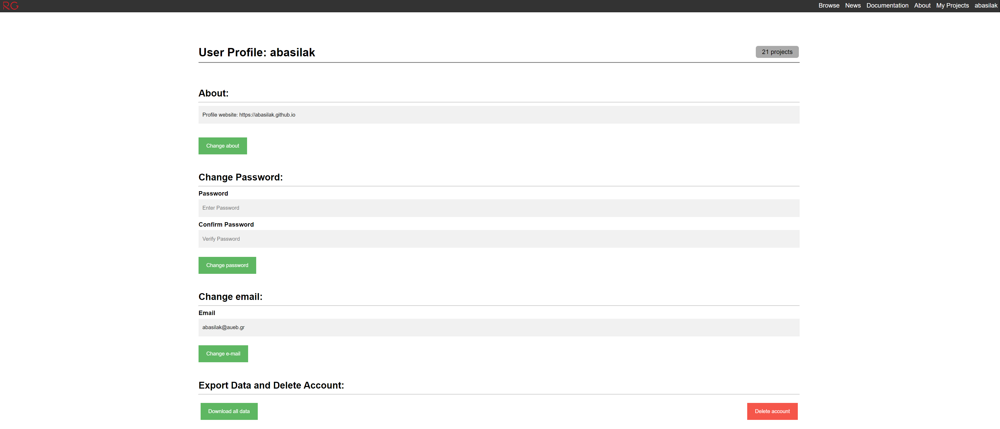 RG Browse News Documentation About My Projects abasilak
User Profile: abasilak 21 projects
About:
Profile website: https://abasilak.github.io
Change about
Change Password:
Password
Enter Password
Confirm Password
Verify Password
Change password
Change email:
Email
abasilak@aueb.gr
Change e-mail
Export Data and Delete Account:
Download all data Delete account